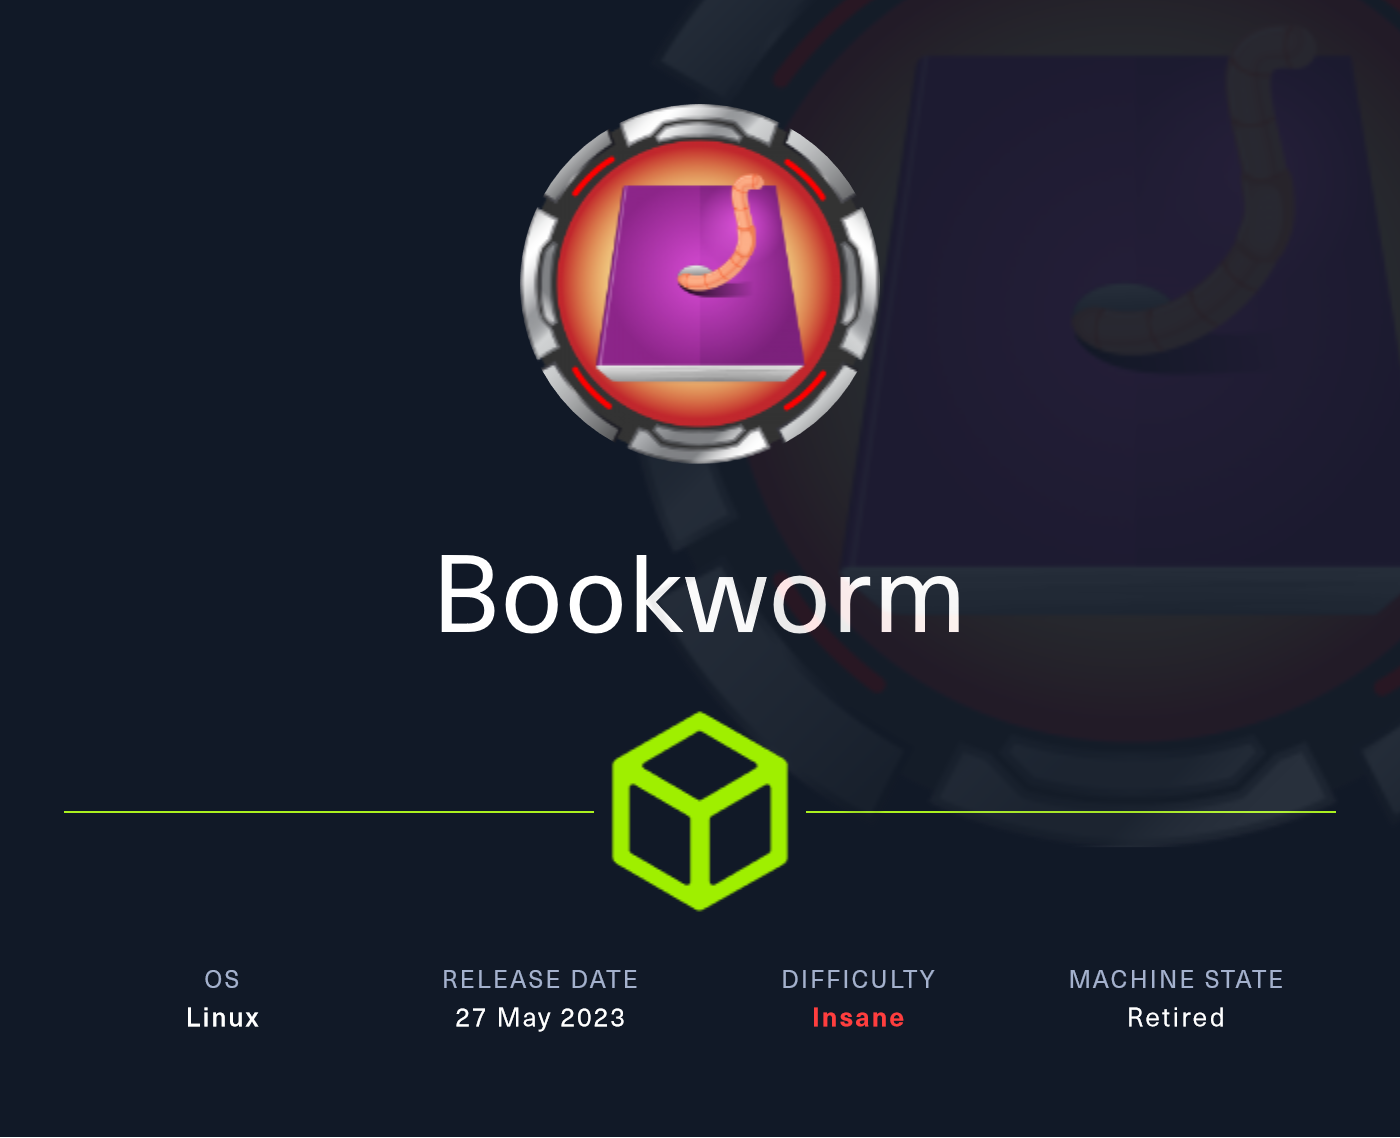 Bookworm
OS
Linux
RELEASE DATE
27 May 2023
DIFFICULTY
Insane
MACHINE STATE
Retired